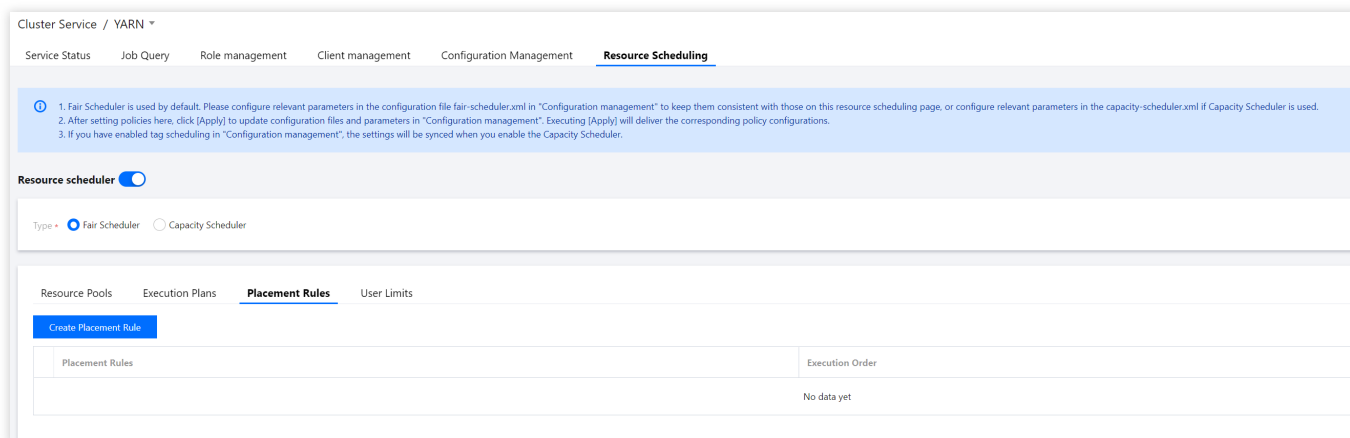 Cluster Service / YARN
Service Status Job Query Role management Client management Configuration Management Resource Scheduling
1. Fair Scheduler is used by default. Please configure relevant parameters in the configuration file fair-scheduler.xml in "Configuration management" to keep them consistent with those on this resource scheduling page, or configure relevant parameters in the capacity-scheduler.xml if Capacity Scheduler is used.
2. After setting policies here, click [Apply] to update configuration files and parameters in "Configuration management". Executing [Apply] will deliver the corresponding policy configurations.
3. If you have enabled tag scheduling in "Configuration management", the settings will be synced when you enable the Capacity Scheduler.
Resource scheduler
Type * Fair Scheduler Capacity Scheduler
Resource Pools Execution Plans Placement Rules User Limits
Create Placement Rule
Placement Rules Execution Order
No data yet